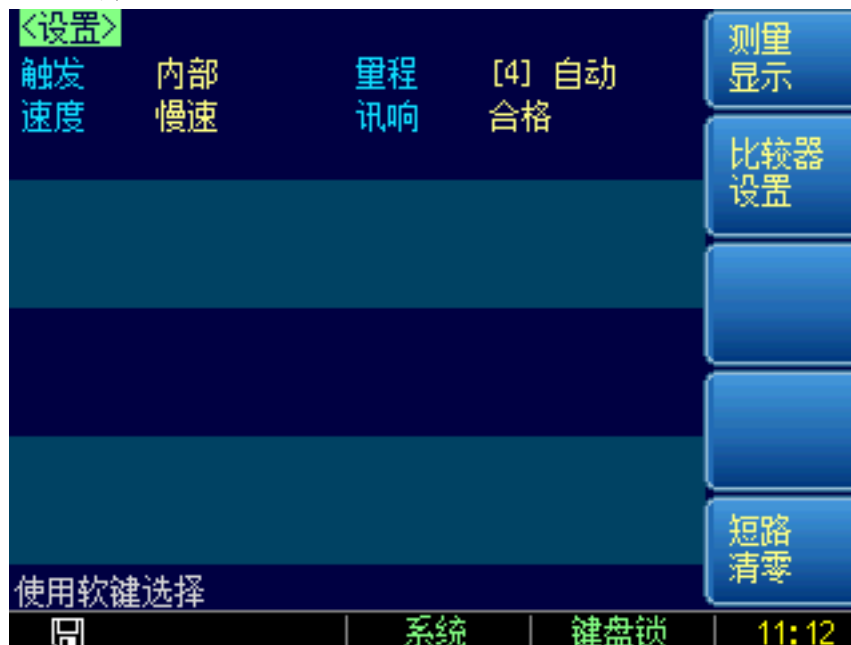 <设置>
触发 内部 量程 [4] 自动
速度 慢速 讯响 合格
测量
显示
比较器
设置
短路
清零
使用软键选择
系统 键盘锁 11:12